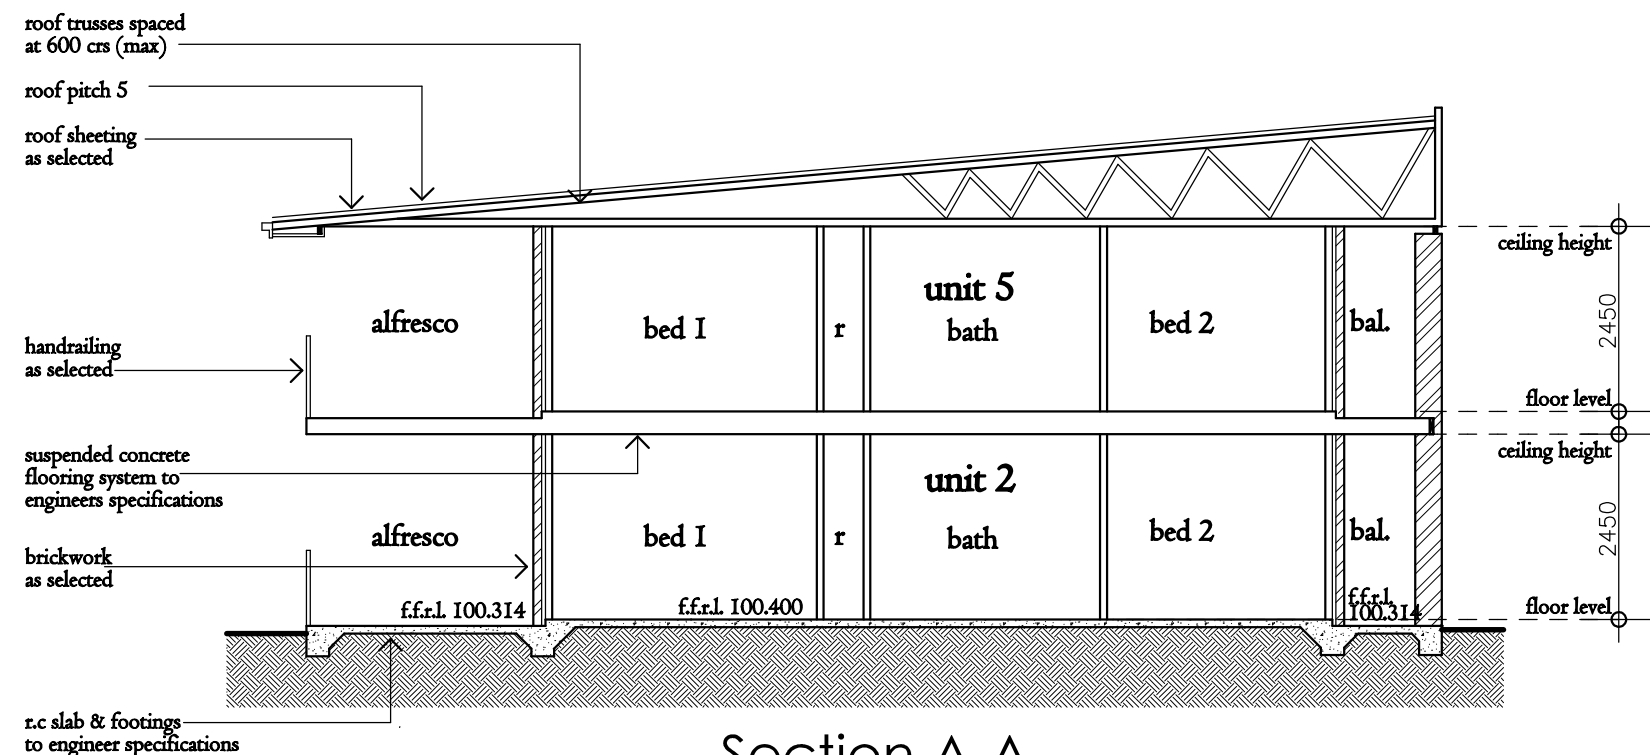 roof trusses spaced
at 600 crs (max)
roof pitch 5
roof sheeting
as selected
ceiling height
unit 5
alfresco
bed 1
r
bath
bed 2
bal.
2450
handrailing
as selected
floor level
suspended concrete
flooring system to
engineers specifications
ceiling height
unit 2
alfresco
bed 1
r
bath
bed 2
bal.
2450
brickwork
as selected
f.f.r.l. 100.314
f.f.r.l. 100.400
f.f.r.l.
100.314
floor level
r.c slab & footings
to engineer specifications
Section A-A